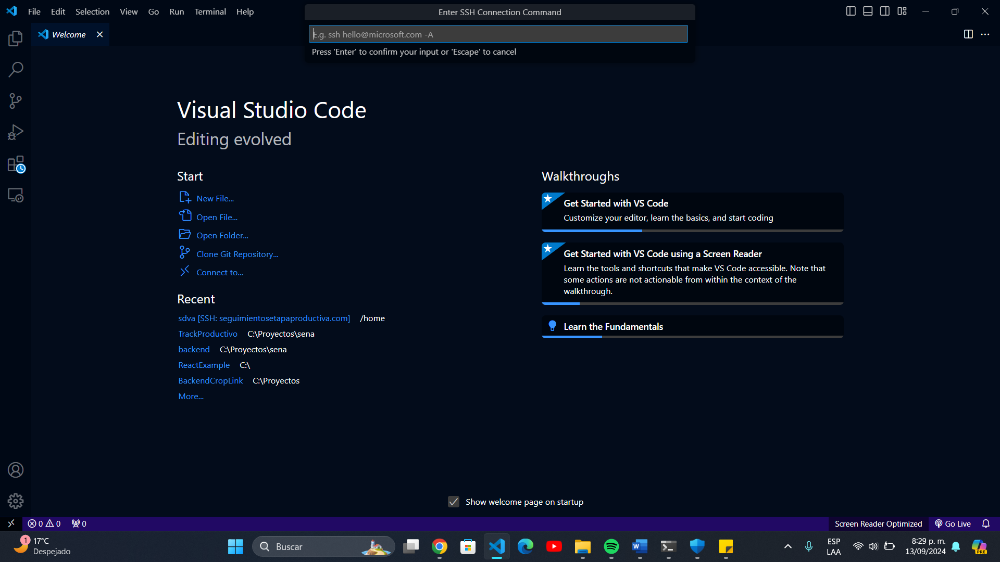 File Edit Selection View Go Run Terminal Help
Enter SSH Connection Command
Welcome
E.g. ssh hello@microsoft.com -A
Press 'Enter' to confirm your input or 'Escape' to cancel
Visual Studio Code
Editing evolved
Start
New File...
Open File...
Open Folder...
Clone Git Repository...
Connect to...
Recent
sdva [SSH: seguimientosetapaproductiva.com] /home
TrackProductivo C:\Proyectos\sena
backend C:\Proyectos\sena
ReactExample C:\
BackendCropLink C:\Proyectos
More...
Walkthroughs
Get Started with VS Code
Customize your editor, learn the basics, and start coding
Get Started with VS Code using a Screen Reader
Learn the tools and shortcuts that make VS Code accessible. Note that
some actions are not actionable from within the context of the
walkthrough.
Learn the Fundamentals
Show welcome page on startup
0 0 0
Screen Reader Optimized
Go Live
1
17°C
Despejado
Buscar
ESP
LAA
8:29 p. m.
13/09/2024
PRE